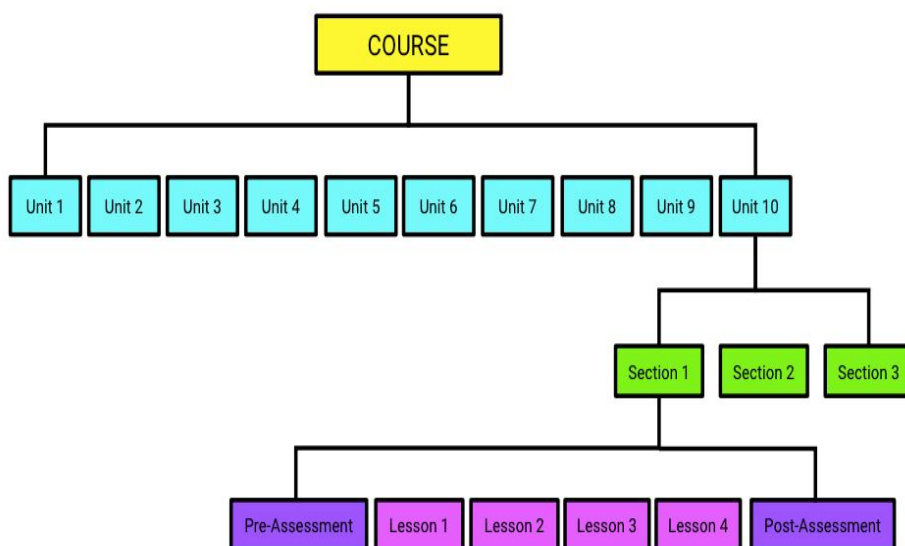 COURSE
Unit 1
Unit 2
Unit 3
Unit 4
Unit 5
Unit 6
Unit 7
Unit 8
Unit 9
Unit 10
Section 1
Section 2
Section 3
Pre-Assessment
Lesson 1
Lesson 2
Lesson 3
Lesson 4
Post-Assessment